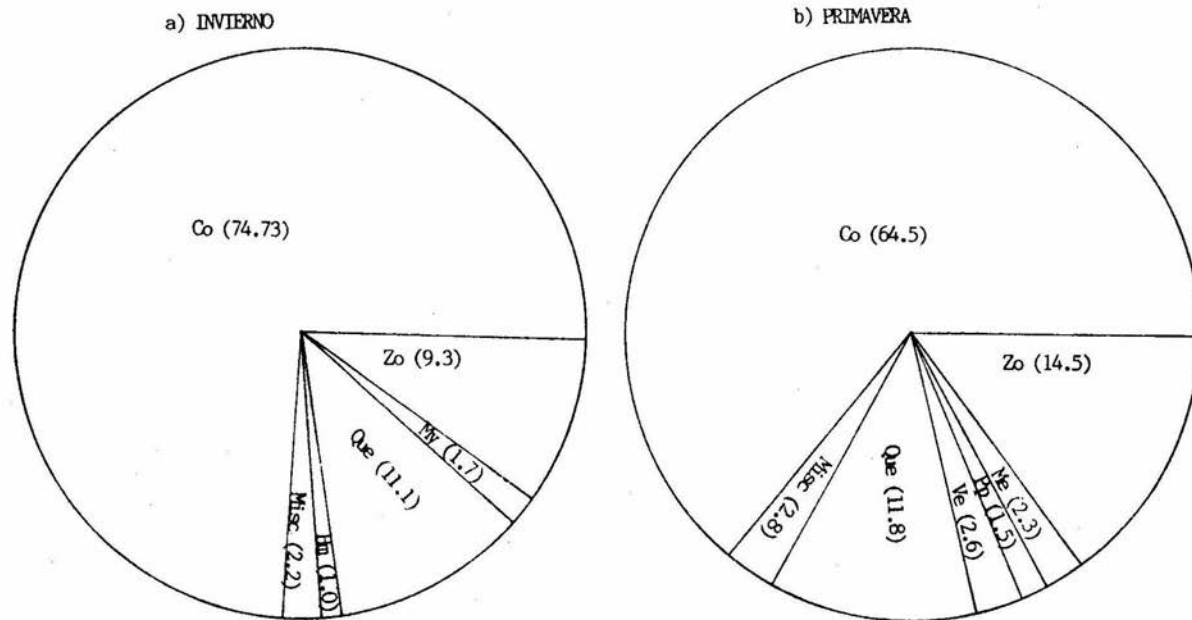 a) INVIERNO
Co (74.73)
Zo (9.3)
My (1.7)
Que (11.1)
Hm (1.0)
Misc (2.2)
b) PRIMAVERA
Co (64.5)
Zo (14.5)
Me (2.3)
Pp (1.5)
Ve (2.6)
Que (11.8)
Misc (2.8)